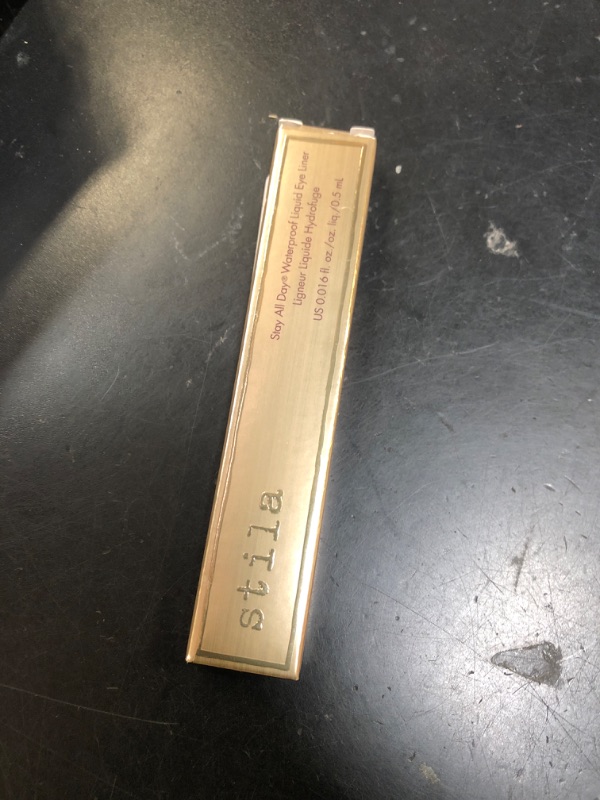 Stay All Day® Waterproof Liquid Eye Liner
Ligneur Liquide Hydrofuge
US 0.016 fl. oz./oz. liq./0.5 mL
stila